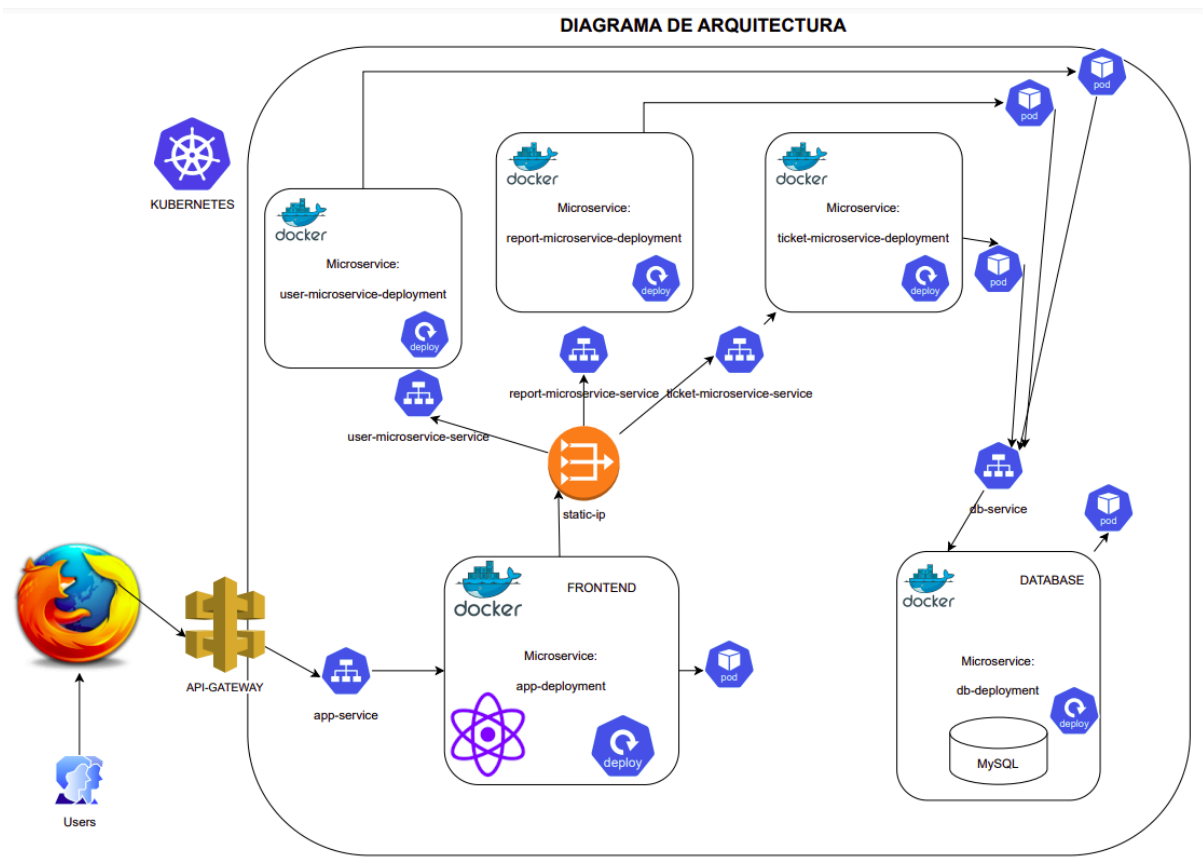 DIAGRAMA DE ARQUITECTURA
pod
pod
KUBERNETES
docker
Microservice:
user-microservice-deployment
deploy
docker
Microservice:
report-microservice-deployment
deploy
docker
Microservice:
ticket-microservice-deployment
deploy
pod
report-microservice-service
ticket-microservice-service
user-microservice-service
static-ip
db-service
pod
docker
FRONTEND
Microservice:
app-deployment
deploy
pod
docker
DATABASE
Microservice:
db-deployment
deploy
MySQL
API-GATEWAY
app-service
Users